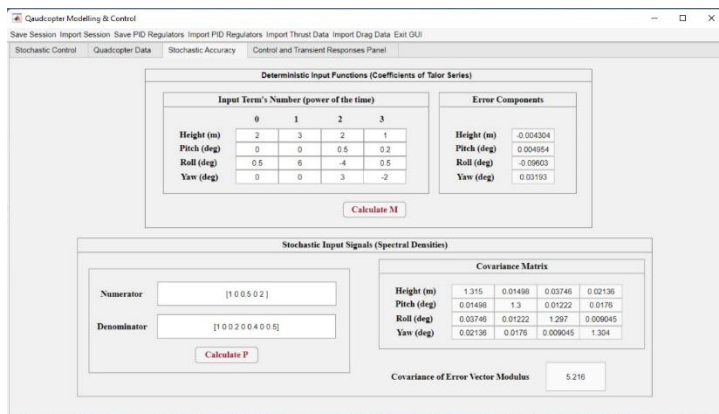 Qaudcopter Modelling & Control
Save Session Import Session Save PID Regulators Import PID Regulators Import Thrust Data Import Drag Data Exit GUI
Stochastic Control Quadcopter Data Stochastic Accuracy Control and Transient Responses Panel
Deterministic Input Functions (Coefficients of Talor Series)
Input Term's Number (power of the time)
0 1 2 3
Height (m) 2 3 2 1
Pitch (deg) 0 0 0.5 0.2
Roll (deg) 0.5 6 -4 0.5
Yaw (deg) 0 0 3 -2
Error Components
Height (m) -0.004304
Pitch (deg) 0.004954
Roll (deg) -0.09603
Yaw (deg) 0.03193
Calculate M
Stochastic Input Signals (Spectral Densities)
Numerator [1 0 0.5 0 2 ]
Denominator [1 0 0.2 0 0.4 0 0.5]
Calculate P
Covariance Matrix
Height (m) 1.315 0.01498 0.03746 0.02136
Pitch (deg) 0.01498 1.3 0.01222 0.0176
Roll (deg) 0.03746 0.01222 1.297 0.009045
Yaw (deg) 0.02136 0.0176 0.009045 1.304
Covariance of Error Vector Modulus 5.216